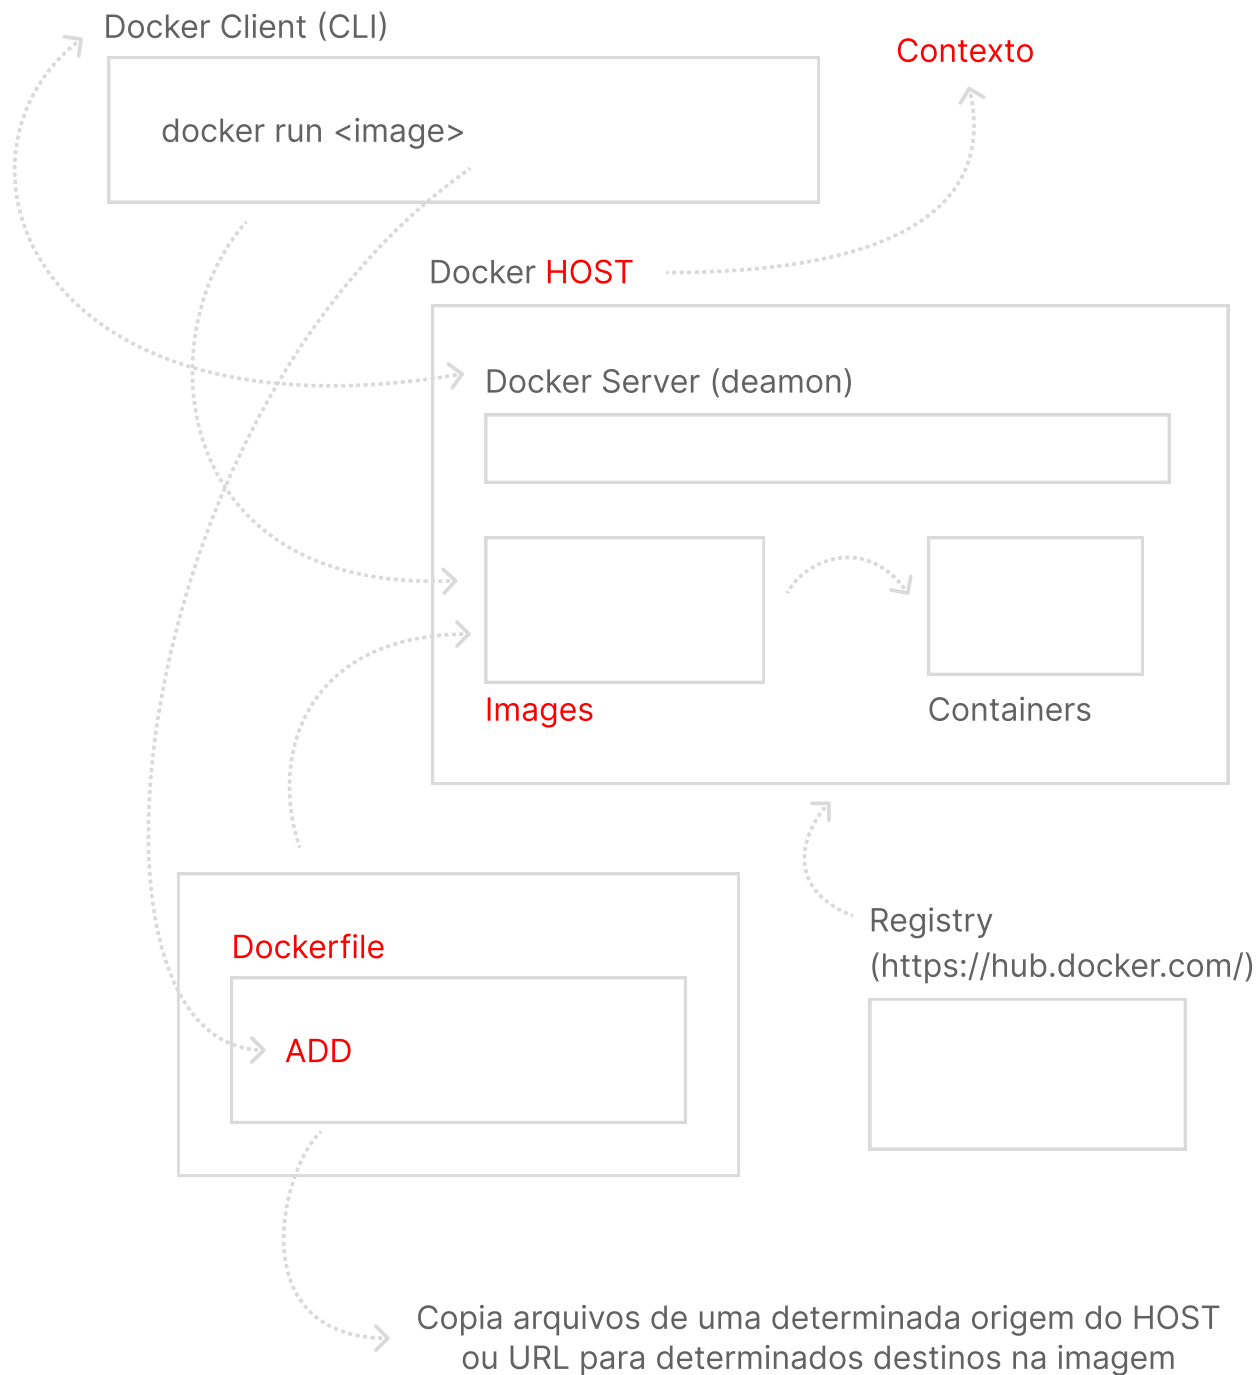 Docker Client (CLI)
Contexto
docker run <image>
Docker HOST
Docker Server (deamon)
Images
Containers
Dockerfile
ADD
Registry
(https://hub.docker.com/)
Copia arquivos de uma determinada origem do HOST
ou URL para determinados destinos na imagem